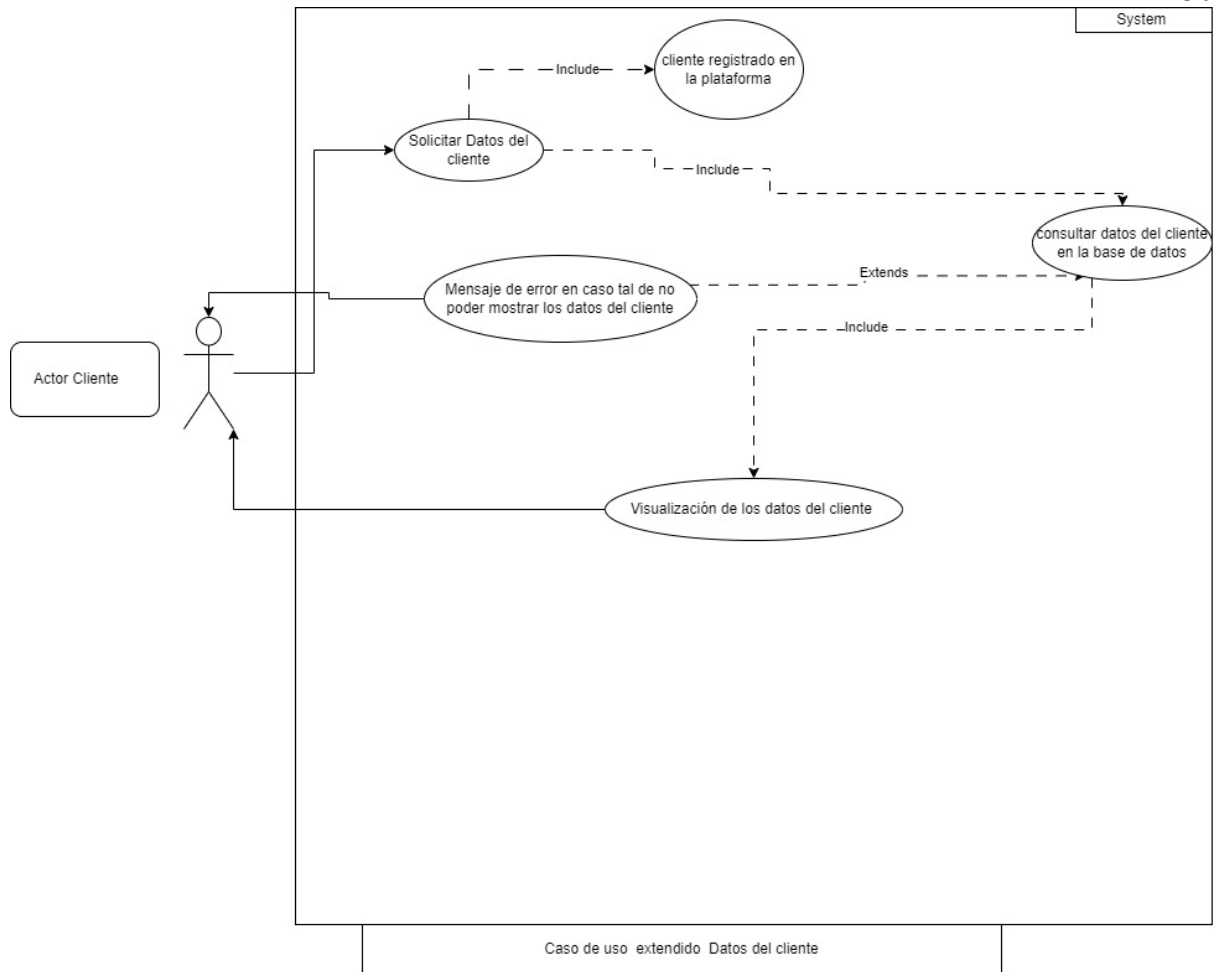 System
cliente registrado en
la plataforma
Include
Solicitar Datos del
cliente
Include
consultar datos del cliente
en la base de datos
Extends
Mensaje de error en caso tal de no
poder mostrar los datos del cliente
Include
Actor Cliente
Visualización de los datos del cliente
Caso de uso extendido Datos del cliente